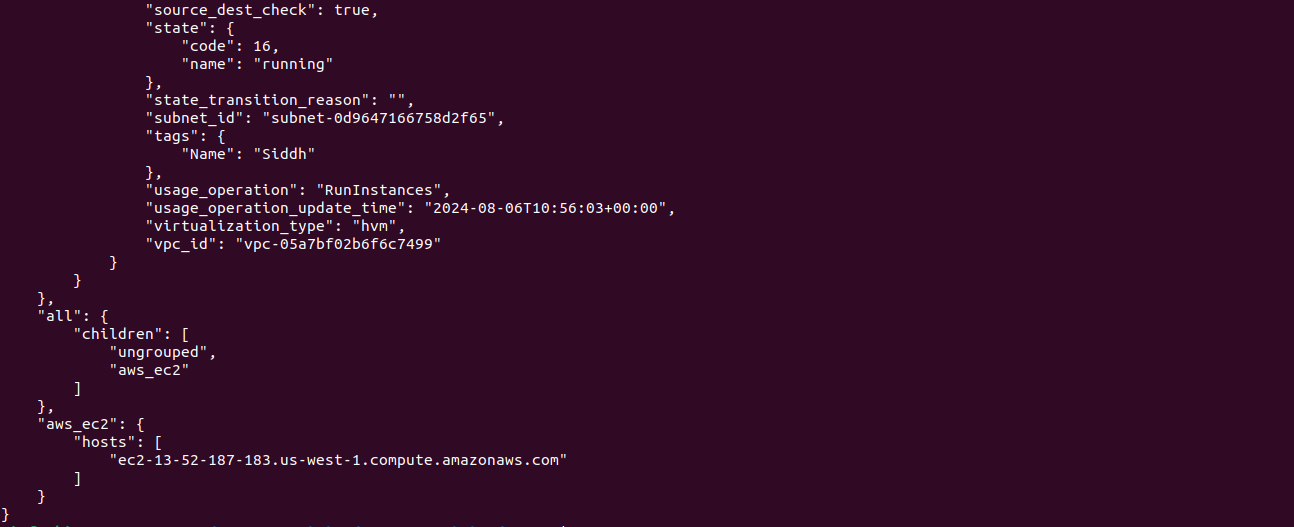 "source_dest_check": true,
"state": {
"code": 16,
"name": "running"
},
"state_transition_reason": "",
"subnet_id": "subnet-0d9647166758d2f65",
"tags": {
"Name": "Siddh"
},
"usage_operation": "RunInstances",
"usage_operation_update_time": "2024-08-06T10:56:03+00:00",
"virtualization_type": "hvm",
"vpc_id": "vpc-05a7bf02b6f6c7499"
}
}
},
"all": {
"children": [
"ungrouped",
"aws_ec2"
]
},
"aws_ec2": {
"hosts": [
"ec2-13-52-187-183.us-west-1.compute.amazonaws.com"
]
}
}